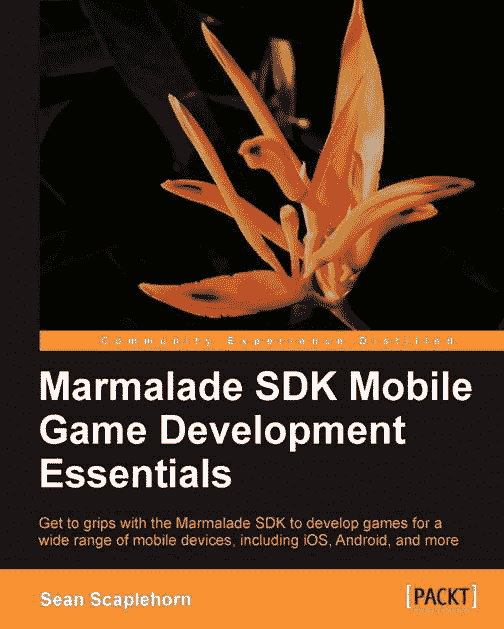 Community Experience Distilled
Marmalade SDK Mobile
Game Development
Essentials
Get to grips with the Marmalade SDK to develop games for a
wide range of mobile devices, including iOS, Android, and more
Sean Scaplehorn
[PACKT]
PUBLISHING